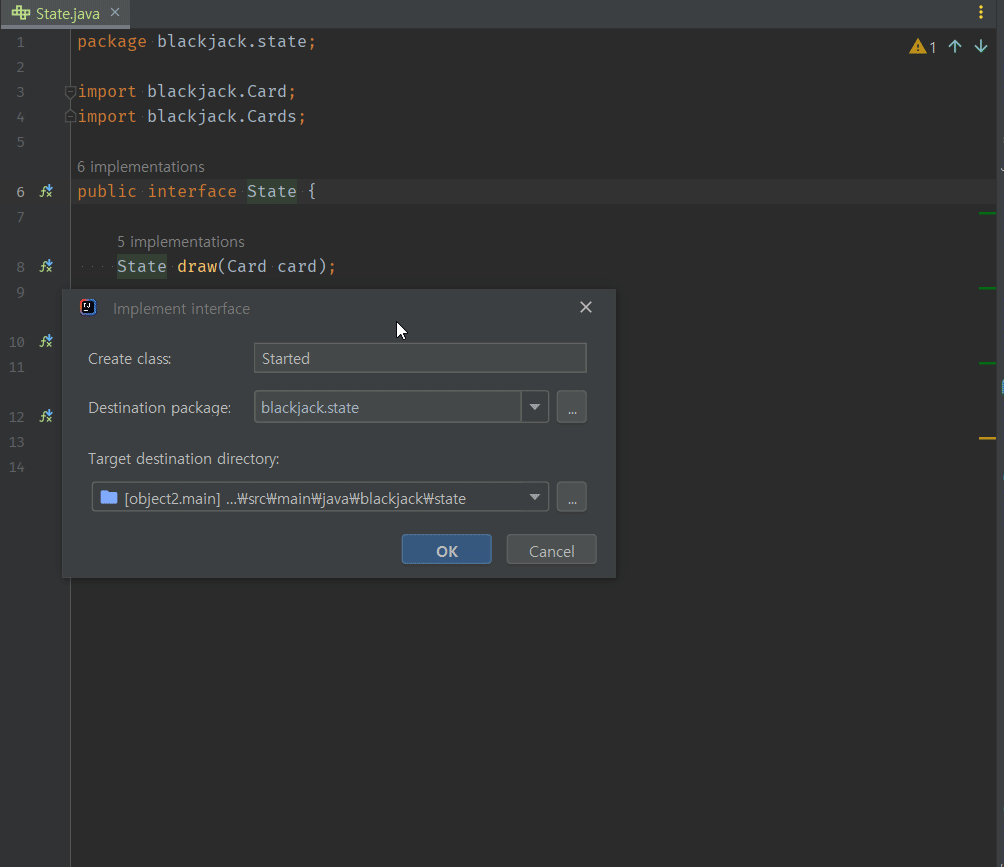 State.java
1 package blackjack.state;
1
2
3 import blackjack.Card;
4 import blackjack.Cards;
5
6 implementations
6 public interface State {
7
5 implementations
8 State draw(Card card);
9
Implement interface
10
Create class: Started
11
Destination package: blackjack.state ...
12
13
Target destination directory:
14
[object2.main] ...₩src₩main₩java₩blackjack₩state ...
OK Cancel